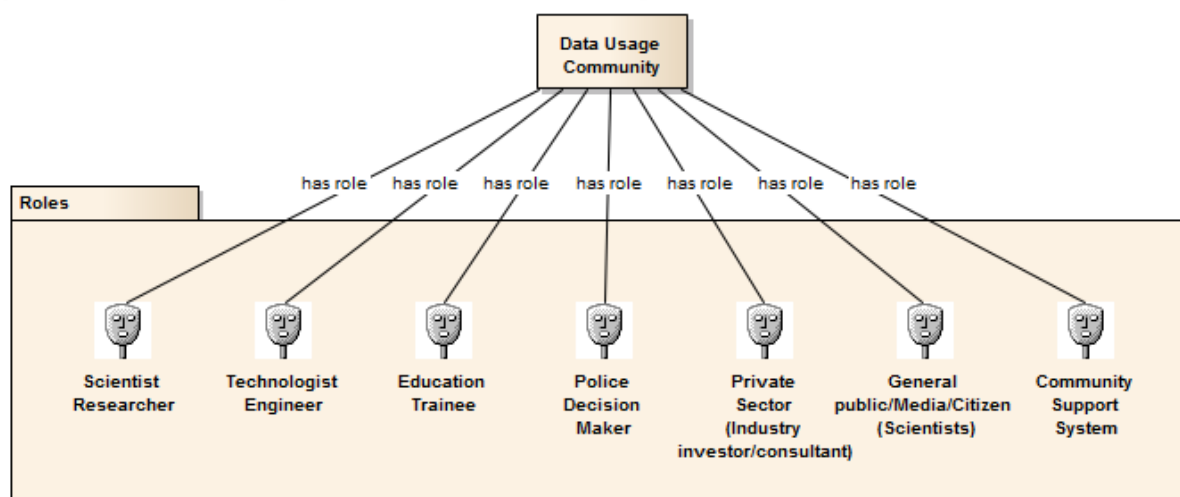 Data Usage
Community
has role has role has role has role has role has role has role
Roles
Scientist
Researcher
Technologist
Engineer
Education
Trainee
Police
Decision
Maker
Private
Sector
(Industry
investor/consultant)
General
public/Media/Citizen
(Scientists)
Community
Support
System